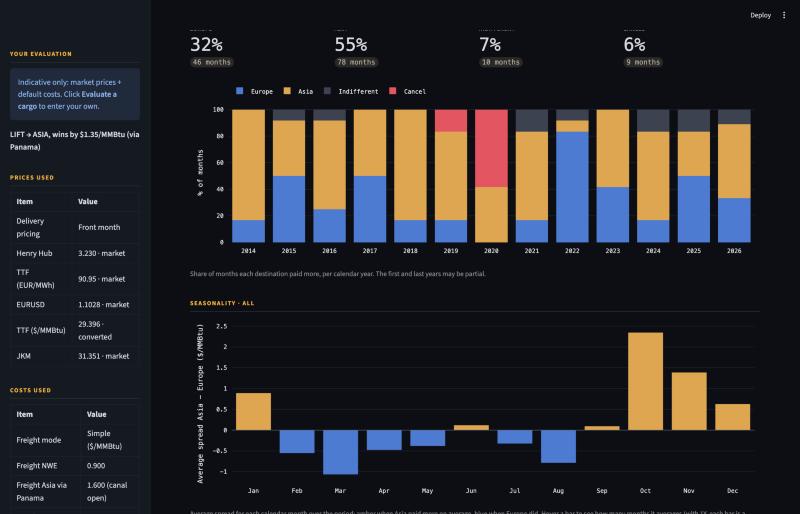 Deploy
YOUR EVALUATION
Indicative only: market prices +
default costs. Click Evaluate a
cargo to enter your own.
LIFT → ASIA, wins by $1.35/MMBtu (via
Panama)
PRICES USED
Item Value
Delivery
pricing
Front month
Henry Hub 3.230 · market
TTF
(EUR/MWh)
90.95 · market
EURUSD 1.1028 · market
TTF ($/MMBtu)
29.396 ·
converted
JKM 31.351 · market
COSTS USED
Item Value
Freight mode
Simple
($/MMBtu)
Freight NWE 0.900
Freight Asia via
Panama
1.600 (canal
open)
32% 55% 7% 6%
46 months 78 months 10 months 9 months
Europe Asia Indifferent Cancel
% of months
100
80
60
40
20
0
2014 2015 2016 2017 2018 2019 2020 2021 2022 2023 2024 2025 2026
Share of months each destination paid more, per calendar year. The first and last years may be partial.
SEASONALITY · ALL
Average spread Asia − Europe ($/MMBtu)
2.5
2
1.5
1
0.5
0
−0.5
−1
Jan Feb Mar Apr May Jun Jul Aug Sep Oct Nov Dec